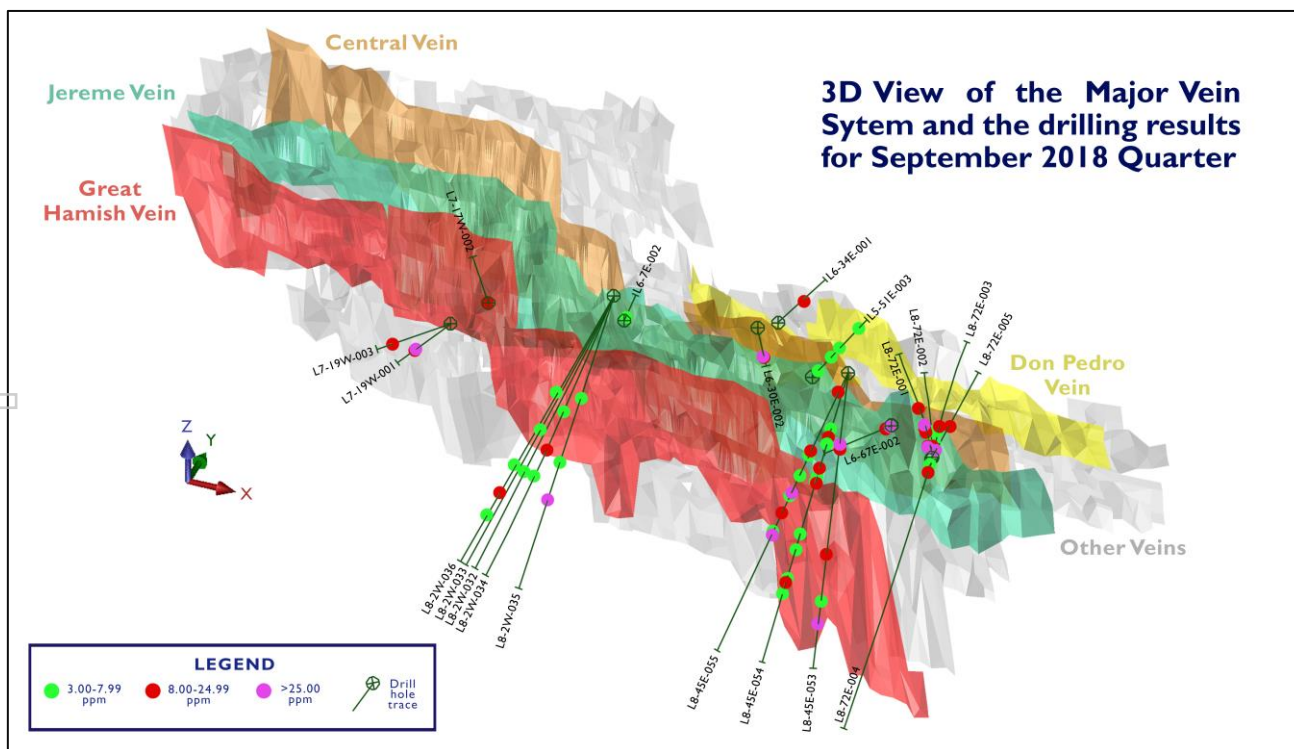 Central Vein
Jereme Vein
Great
Hamish Vein
3D View of the Major Vein
Sytem and the drilling results
for September 2018 Quarter
L7-17W-002
L6-7E-002
L6-34E-001
L5-51E-003
L8-72E-003
L8-72E-002
L8-72E-005
L8-72E-001
L7-19W-003
L7-19W-001
L6-30E-002
L6-67E-002
Don Pedro
Vein
Other Veins
Z
Y
X
L8-2W-036
L8-2W-033
L8-2W-032
L8-2W-034
L8-2W-035
L8-45E-055
L8-45E-054
L8-45E-053
L8-72E-004
LEGEND
3.00-7.99
ppm
8.00-24.99
ppm
>25.00
ppm
Drill
hole
trace